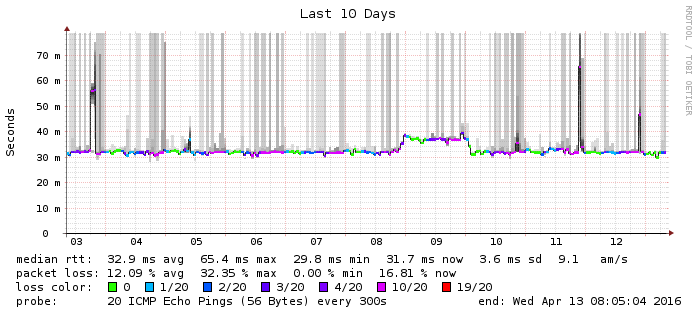 Last 10 Days
RRDTOOL / TOBI OETIKER
Seconds
70 m
60 m
50 m
40 m
30 m
20 m
10 m
0
03 04 05 06 07 08 09 10 11 12
median rtt: 32.9 ms avg 65.4 ms max 29.8 ms min 31.7 ms now 3.6 ms sd 9.1 am/s
packet loss: 12.09 % avg 32.35 % max 0.00 % min 16.81 % now
loss color: 0 1/20 2/20 3/20 4/20 10/20 19/20
probe: 20 ICMP Echo Pings (56 Bytes) every 300s end: Wed Apr 13 08:05:04 2016